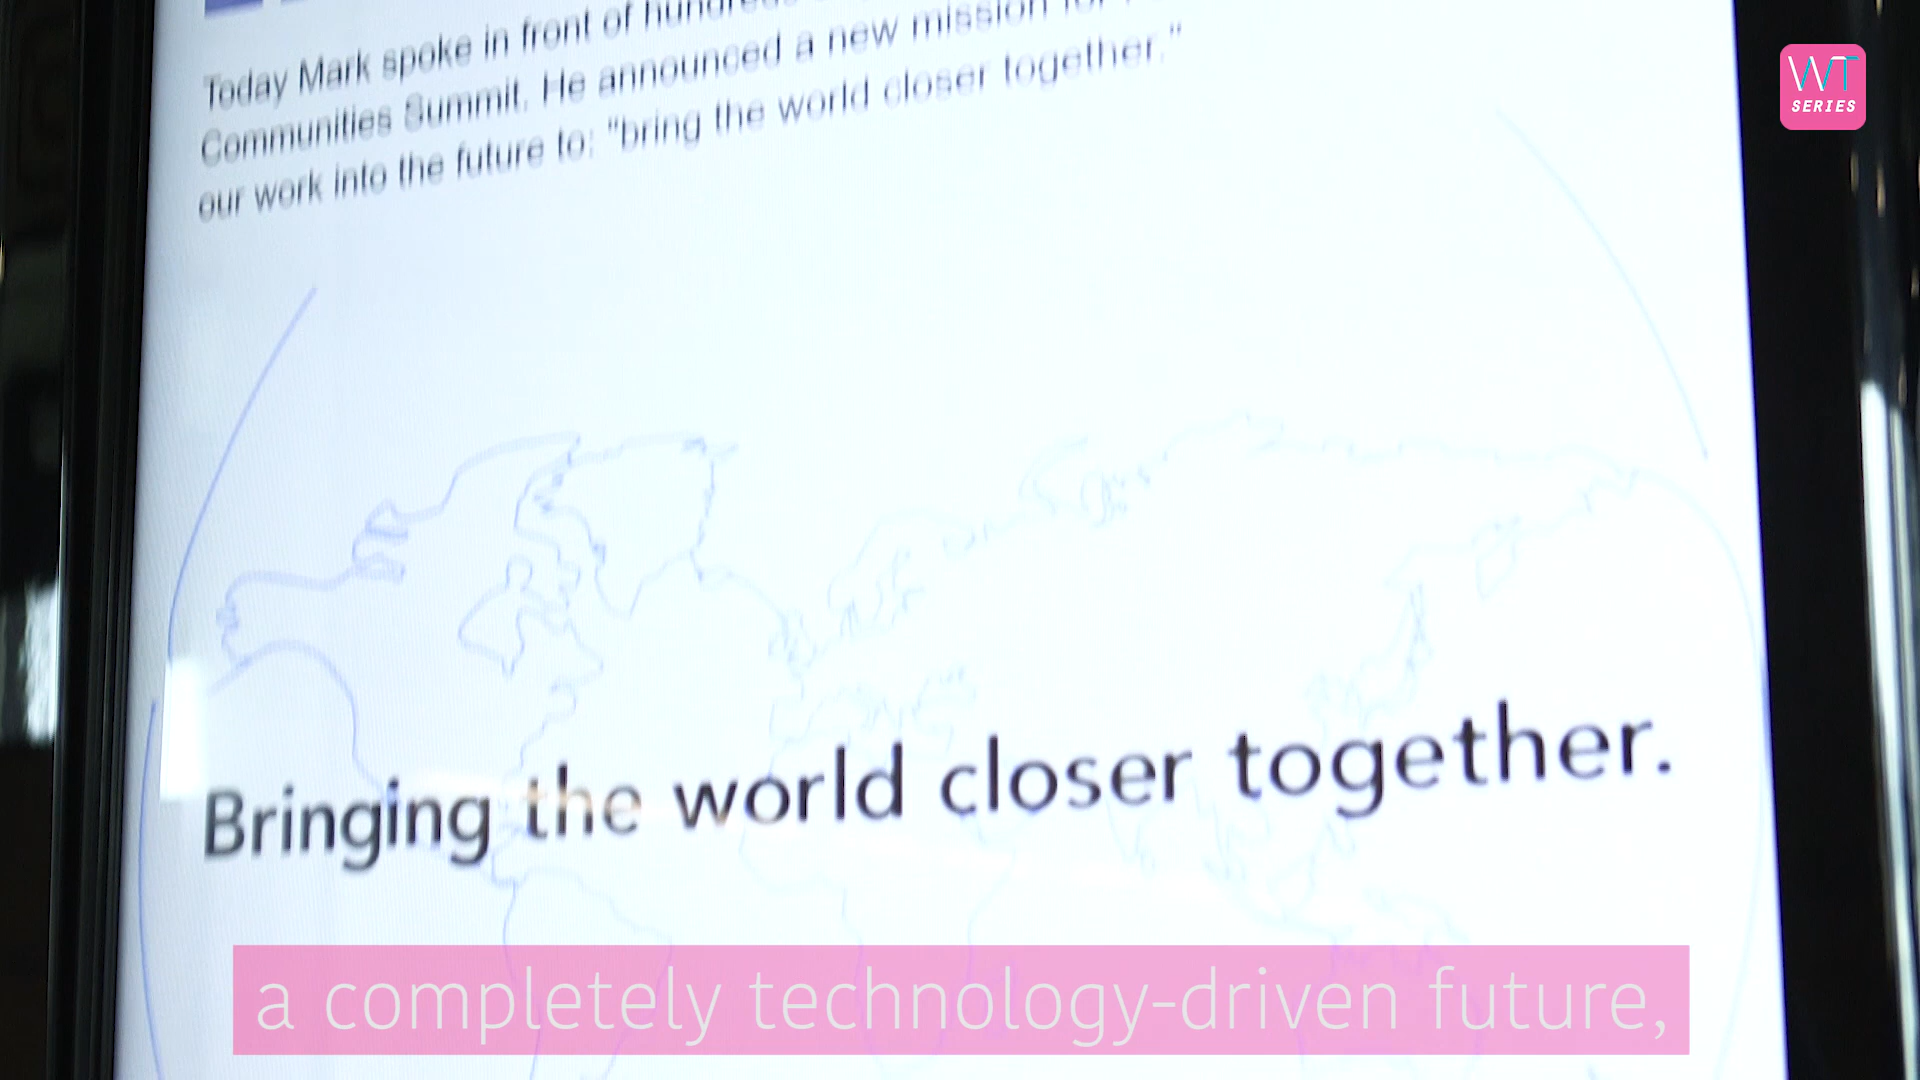 Today Mark spoke in front of
Communities Summit. He announced a new mission
our work into the future to: "bring the world closer together."
WT
SERIES
Bringing the world closer together.
a completely technology-driven future,